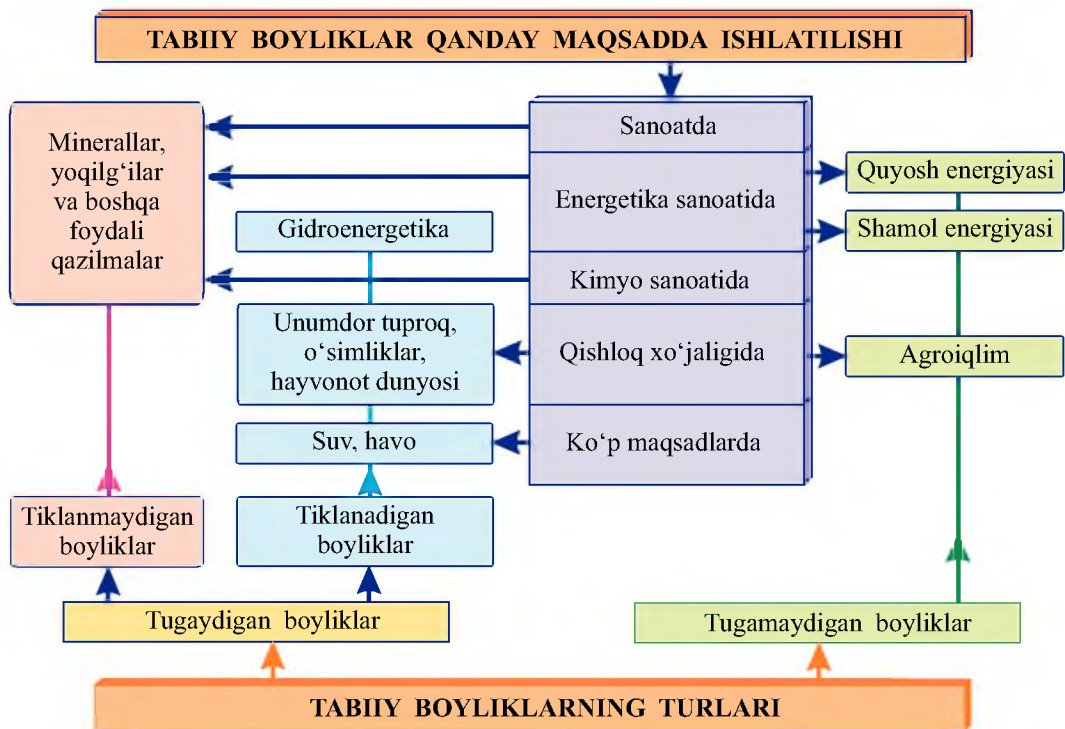 TABIIY BOYLIKLAR QANDAY MAQSADDA ISHLATILISHI
Minerallar,
yoqilg‘ilar
va boshqa
foydali
qazilmalar
Sanoatda
Energetika sanoatida
Kimyo sanoatida
Qishloq xo‘jaligida
Ko‘p maqsadlarda
Quyosh energiyasi
Shamol energiyasi
Agroiqlim
Gidroenergetika
Unumdor tuproq,
o‘simliklar,
hayvonot dunyosi
Suv, havo
Tiklanmaydigan
boyliklar
Tiklanadigan
boyliklar
Tugaydigan boyliklar
Tugamaydigan boyliklar
TABIIY BOYLIKLARNING TURLARI